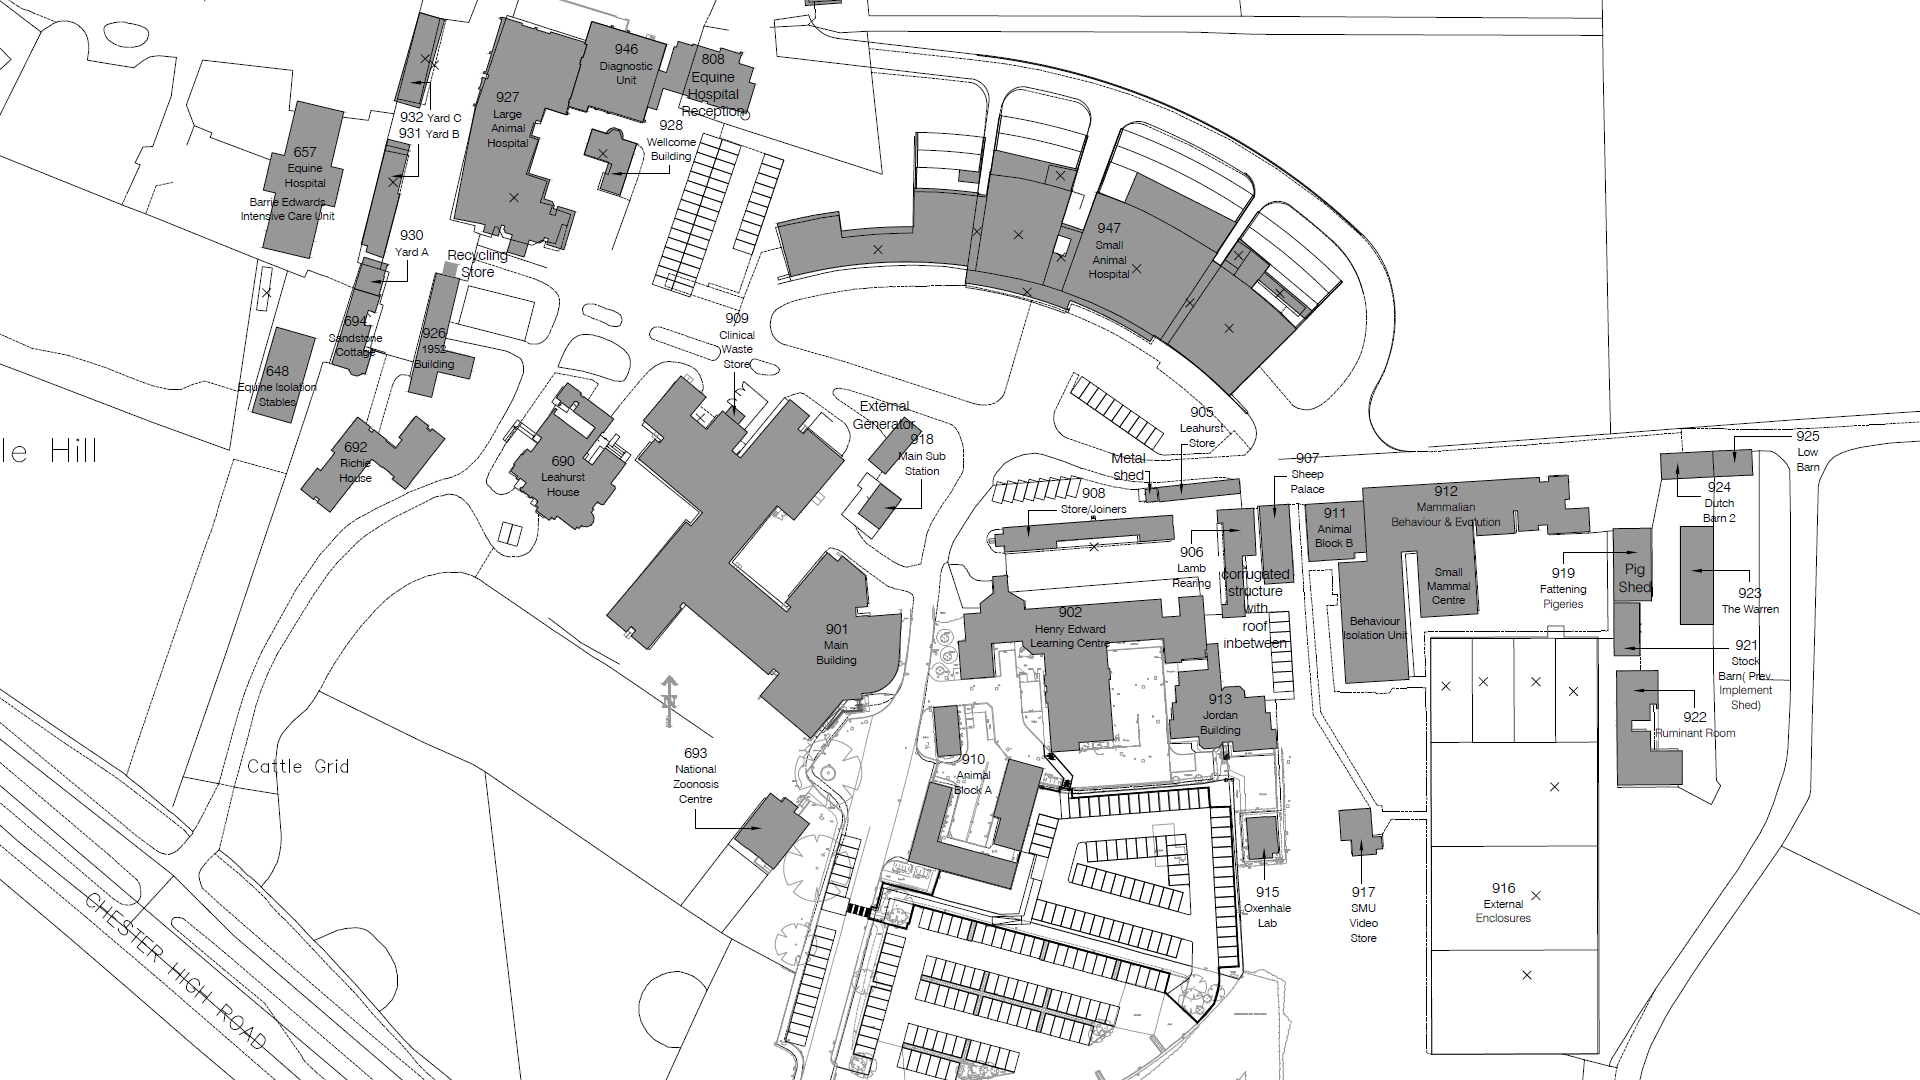 946
Diagnostic
Unit
808
Equine
Hospital
Reception
927
Large
Animal
Hospital
928
Wellcome
Building
932 Yard C
931 Yard B
657
Equine
Hospital
Barrie Edwards
Intensive Care Unit
930
Yard A
Recycling
Store
947
Small
Animal
Hospital
694
Sandstone
Cottage
926
1952
Building
909
Clinical
Waste
Store
648
Equine Isolation
Stables
External
Generator
918
Main Sub
Station
905
Leahurst
Store
692
Richie
House
690
Leahurst
House
le Hill
Metal
shed
907
Sheep
Palace
925
Low
Barn
908
Store/Joiners
912
Mammalian
Behaviour & Evolution
924
Dutch
Barn 2
911
Animal
Block B
906
Lamb
Rearing
corrugated
structure
with
roof
inbetween
Small
Mammal
Centre
919
Fattening
Pigeries
Pig
Shed
923
The Warren
902
Henry Edward
Learning Centre
Behaviour
Isolation Unit
901
Main
Building
921
Stock
Barn( Prev.
Implement
Shed)
N
913
Jordan
Building
922
Ruminant Room
693
National
Zoonosis
Centre
910
Animal
Block A
Cattle Grid
915
Oxenhale
Lab
917
SMU
Video
Store
916
External
Enclosures
CHESTER HIGH ROAD